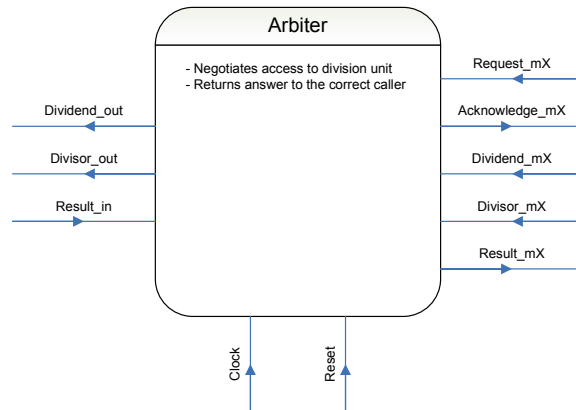 Arbiter
- Negotiates access to division unit
- Returns answer to the correct caller
Dividend_out
Divisor_out
Result_in
Request_mX
Acknowledge_mX
Dividend_mX
Divisor_mX
Result_mX
Clock
Reset